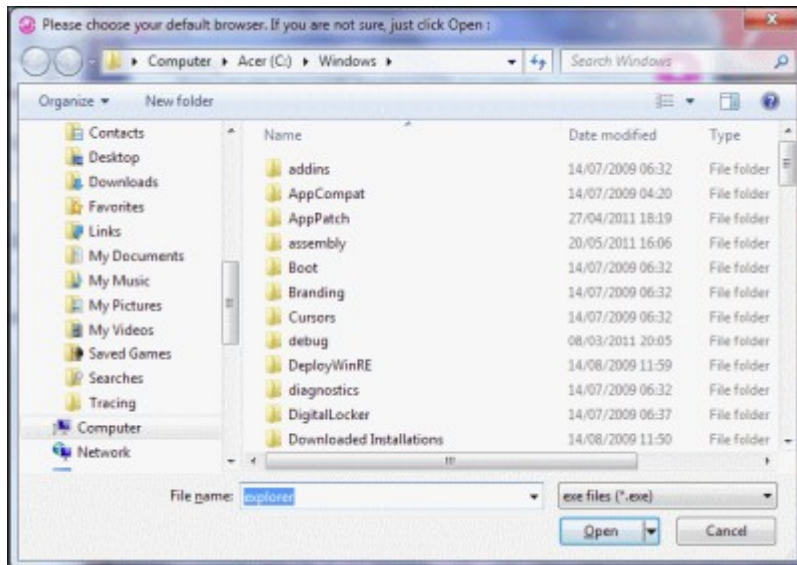 Please choose your default browser. If you are not sure, just click Open :
Computer Acer (C:) Windows
Search Windows
Organize New folder
Contacts
Desktop
Downloads
Favorites
Links
My Documents
My Music
My Pictures
My Videos
Saved Games
Searches
Tracing
Computer
Network
Name Date modified Type
addins 14/07/2009 06:32 File folder
AppCompat 14/07/2009 04:20 File folder
AppPatch 27/04/2011 18:19 File folder
assembly 20/05/2011 16:06 File folder
Boot 14/07/2009 06:32 File folder
Branding 14/07/2009 06:32 File folder
Cursors 14/07/2009 06:32 File folder
debug 08/03/2011 20:05 File folder
DeployWinRE 14/08/2009 11:59 File folder
diagnostics 14/07/2009 06:32 File folder
DigitalLocker 14/07/2009 06:37 File folder
Downloaded Installations 14/08/2009 11:50 File folder
File name: explorer exe files (*.exe)
Open Cancel